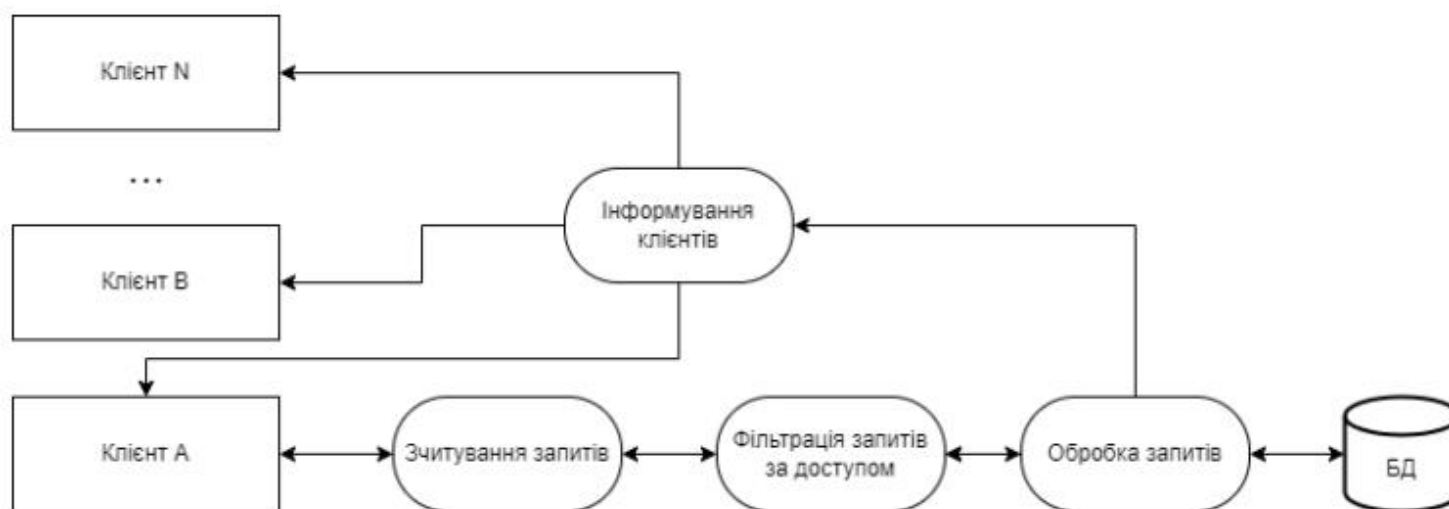 Клієнт N
...
Інформування
клієнтів
Клієнт B
Клієнт A
Зчитування запитів
Фільтрація запитів
за доступом
Обробка запитів
БД